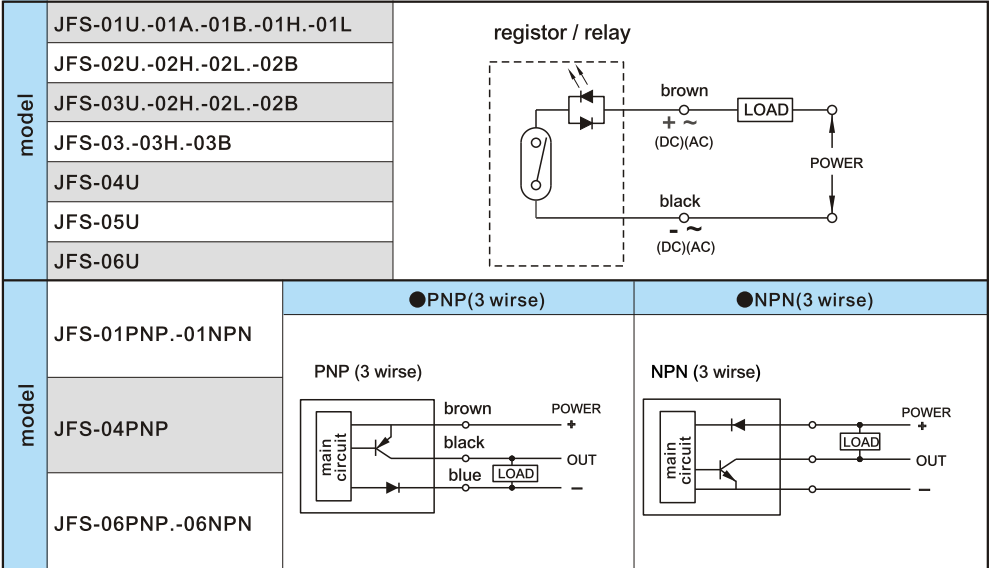 model
JFS-01U.-01A.-01B.-01H.-01L
JFS-02U.-02H.-02L.-02B
JFS-03U.-02H.-02L.-02B
JFS-03.-03H.-03B
JFS-04U
JFS-05U
JFS-06U
registor / relay
brown
LOAD
+ ~
(DC)(AC)
POWER
black
- ~
(DC)(AC)
model
JFS-01PNP.-01NPN
JFS-04PNP
JFS-06PNP.-06NPN
●PNP(3 wirse)
PNP (3 wirse)
main
circuit
brown
POWER
+
black
OUT
blue
LOAD
−
●NPN(3 wirse)
NPN (3 wirse)
main
circuit
POWER
+
LOAD
OUT
−